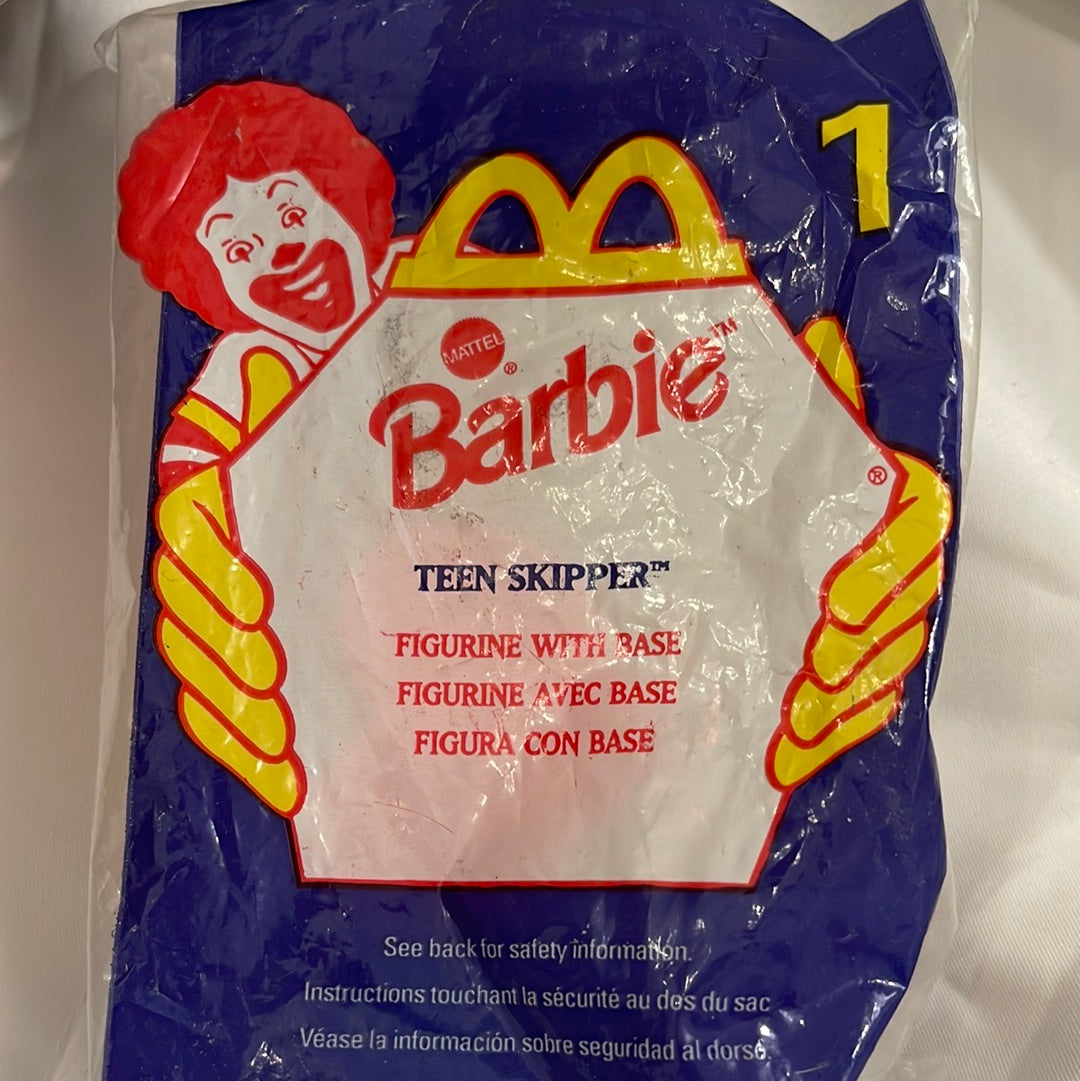 1
MATTEL
®
Barbie™
®
TEEN SKIPPER™
FIGURINE WITH BASE
FIGURINE AVEC BASE
FIGURA CON BASE
See back for safety information.
Instructions touchant la sécurité au dos du sac
Véase la información sobre seguridad al dorso.